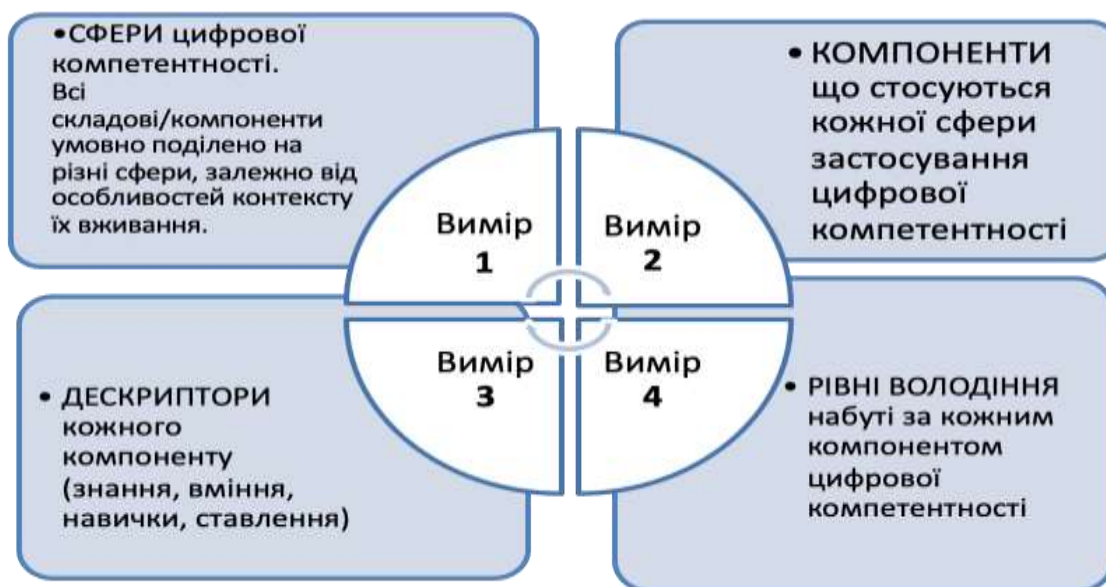 •СФЕРИ цифрової
компетентності.
Всі
складові/компоненти
умовно поділено на
різні сфери, залежно від
особливостей контексту
їх вживання.
• КОМПОНЕНТИ
що стосуються
кожної сфери
застосування
цифрової
компетентності
Вимір
1
Вимір
2
• ДЕСКРИПТОРИ
кожного
компоненту
(знання, вміння,
навички, ставлення)
Вимір
3
Вимір
4
• РІВНІ ВОЛОДІННЯ
набуті за кожним
компонентом
цифрової
компетентності